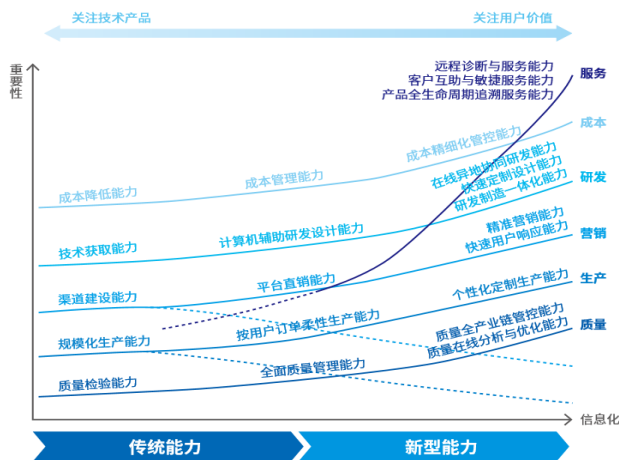 关注技术产品
关注用户价值
重要性
远程诊断与服务能力
客户互助与敏捷服务能力
产品全生命周期追溯服务能力
服务
成本降低能力
成本管理能力
成本精细化管控能力
成本
技术获取能力
计算机辅助研发设计能力
在线异地协同研发能力
快速定制设计能力
研发制造一体化能力
研发
渠道建设能力
平台直销能力
精准营销能力
快速用户响应能力
营销
规模化生产能力
按用户订单柔性生产能力
个性化定制生产能力
生产
质量检验能力
全面质量管理能力
质量全产业链管控能力
质量在线分析与优化能力
质量
信息化
传统能力
新型能力